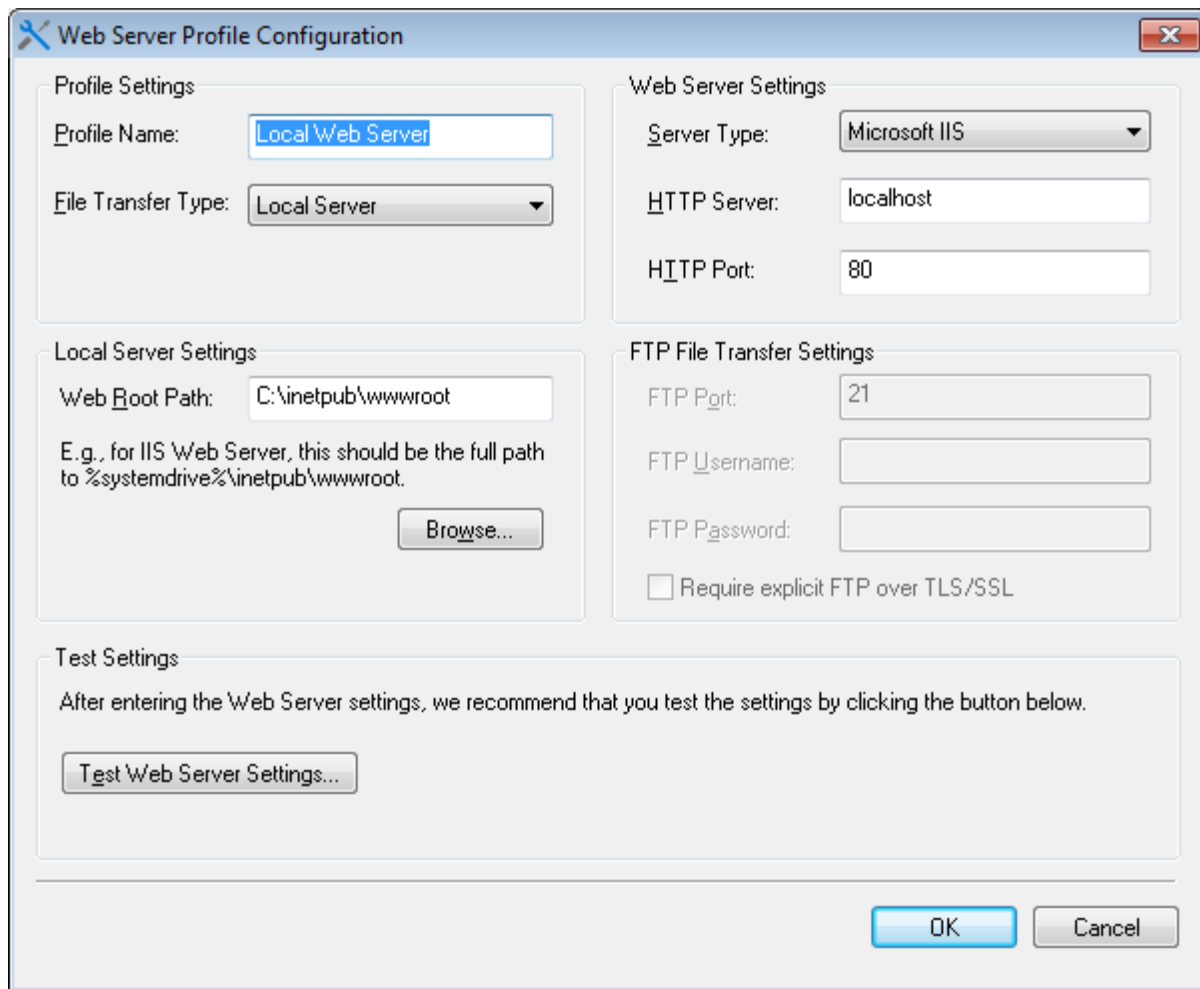 Web Server Profile Configuration
Profile Settings
Profile Name: Local Web Server
File Transfer Type: Local Server
Web Server Settings
Server Type: Microsoft IIS
HTTP Server: localhost
HTTP Port: 80
Local Server Settings
Web Root Path: C:\inetpub\wwwroot
E.g., for IIS Web Server, this should be the full path
to %systemdrive%\inetpub\wwwroot.
Browse...
FTP File Transfer Settings
FTP Port: 21
FTP Username:
FTP Password:
Require explicit FTP over TLS/SSL
Test Settings
After entering the Web Server settings, we recommend that you test the settings by clicking the button below.
Test Web Server Settings...
OK Cancel